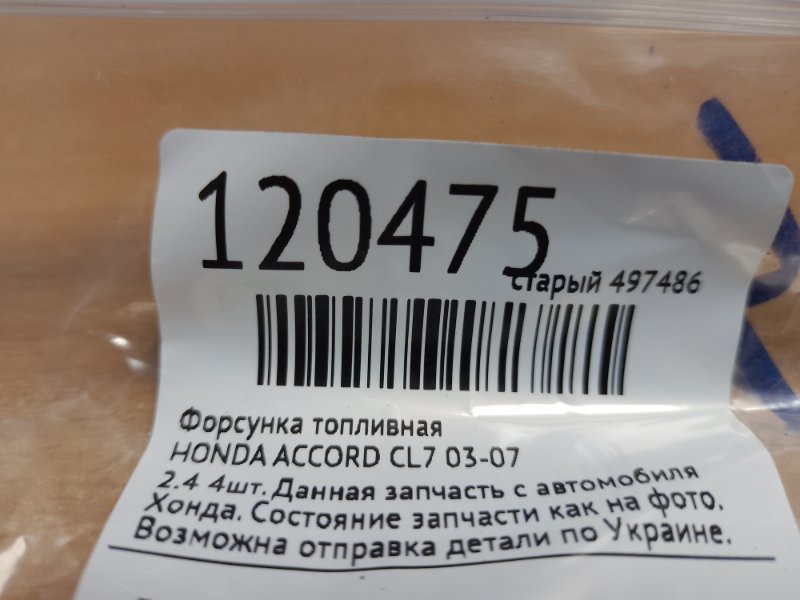 120475
старый 497486
Форсунка топливная
HONDA ACCORD CL7 03-07
2.4 4шт. Данная запчасть с автомобиля
Хонда. Состояние запчасти как на фото.
Возможна отправка детали по Украине.